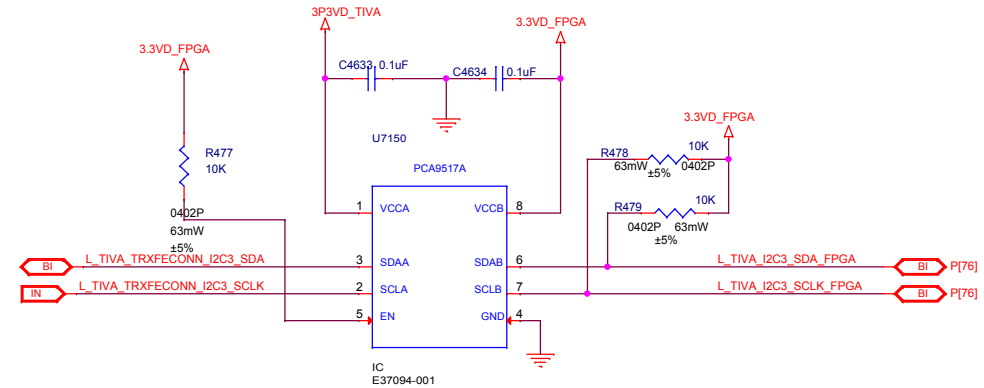 3P3VD_TIVA
3.3VD_FPGA
3.3VD_FPGA
C4633 0.1uF
C4634 0.1uF
U7150
3.3VD_FPGA
R477
10K
PCA9517A
R478 10K
63mW 0402P
±5%
R479 10K
0402P 63mW
±5%
0402P
63mW
±5%
1 VCCA VCCB 8
BI L_TIVA_TRXFECONN_I2C3_SDA 3 SDAA SDAB 6 L_TIVA_I2C3_SDA_FPGA BI P[76]
IN L_TIVA_TRXFECONN_I2C3_SCLK 2 SCLA SCLB 7 L_TIVA_I2C3_SCLK_FPGA BI P[76]
5 EN GND 4
IC
E37094-001